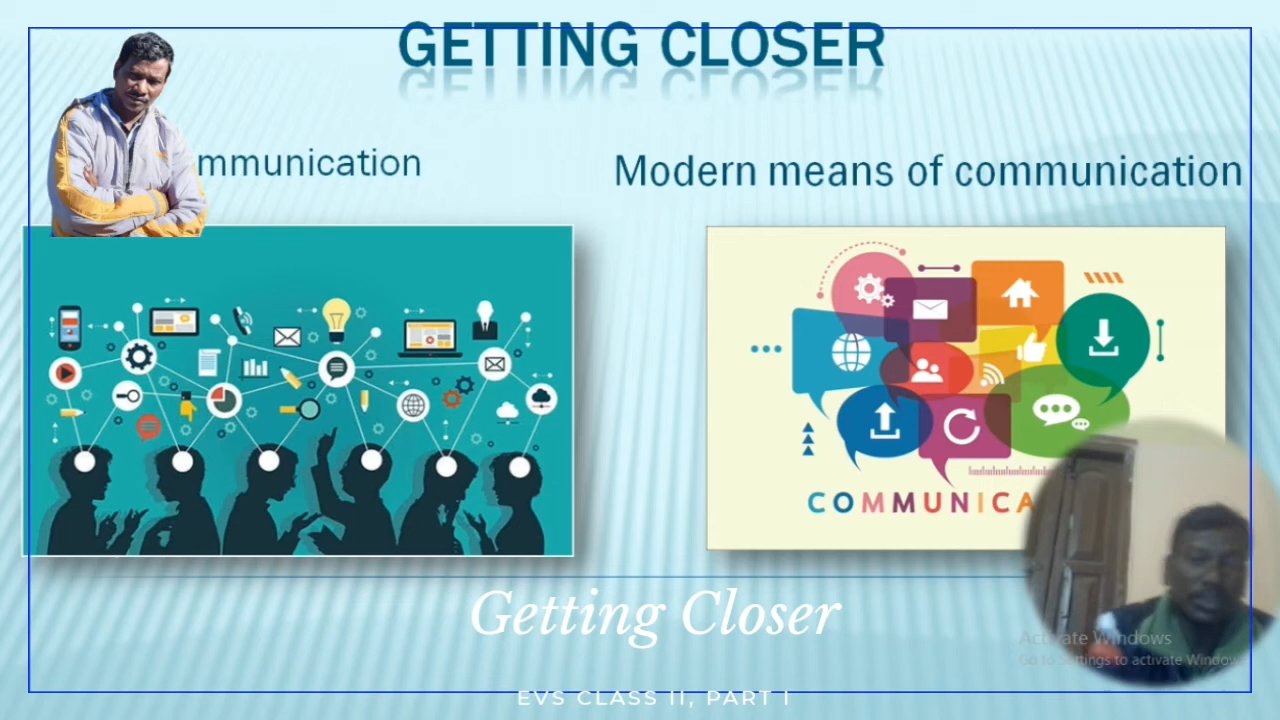 GETTING CLOSER
mmunication
Modern means of communication
COMMUNICA
Getting Closer
Activate Windows
Go to Settings to activate Windows
EVS CLASS II, PART I